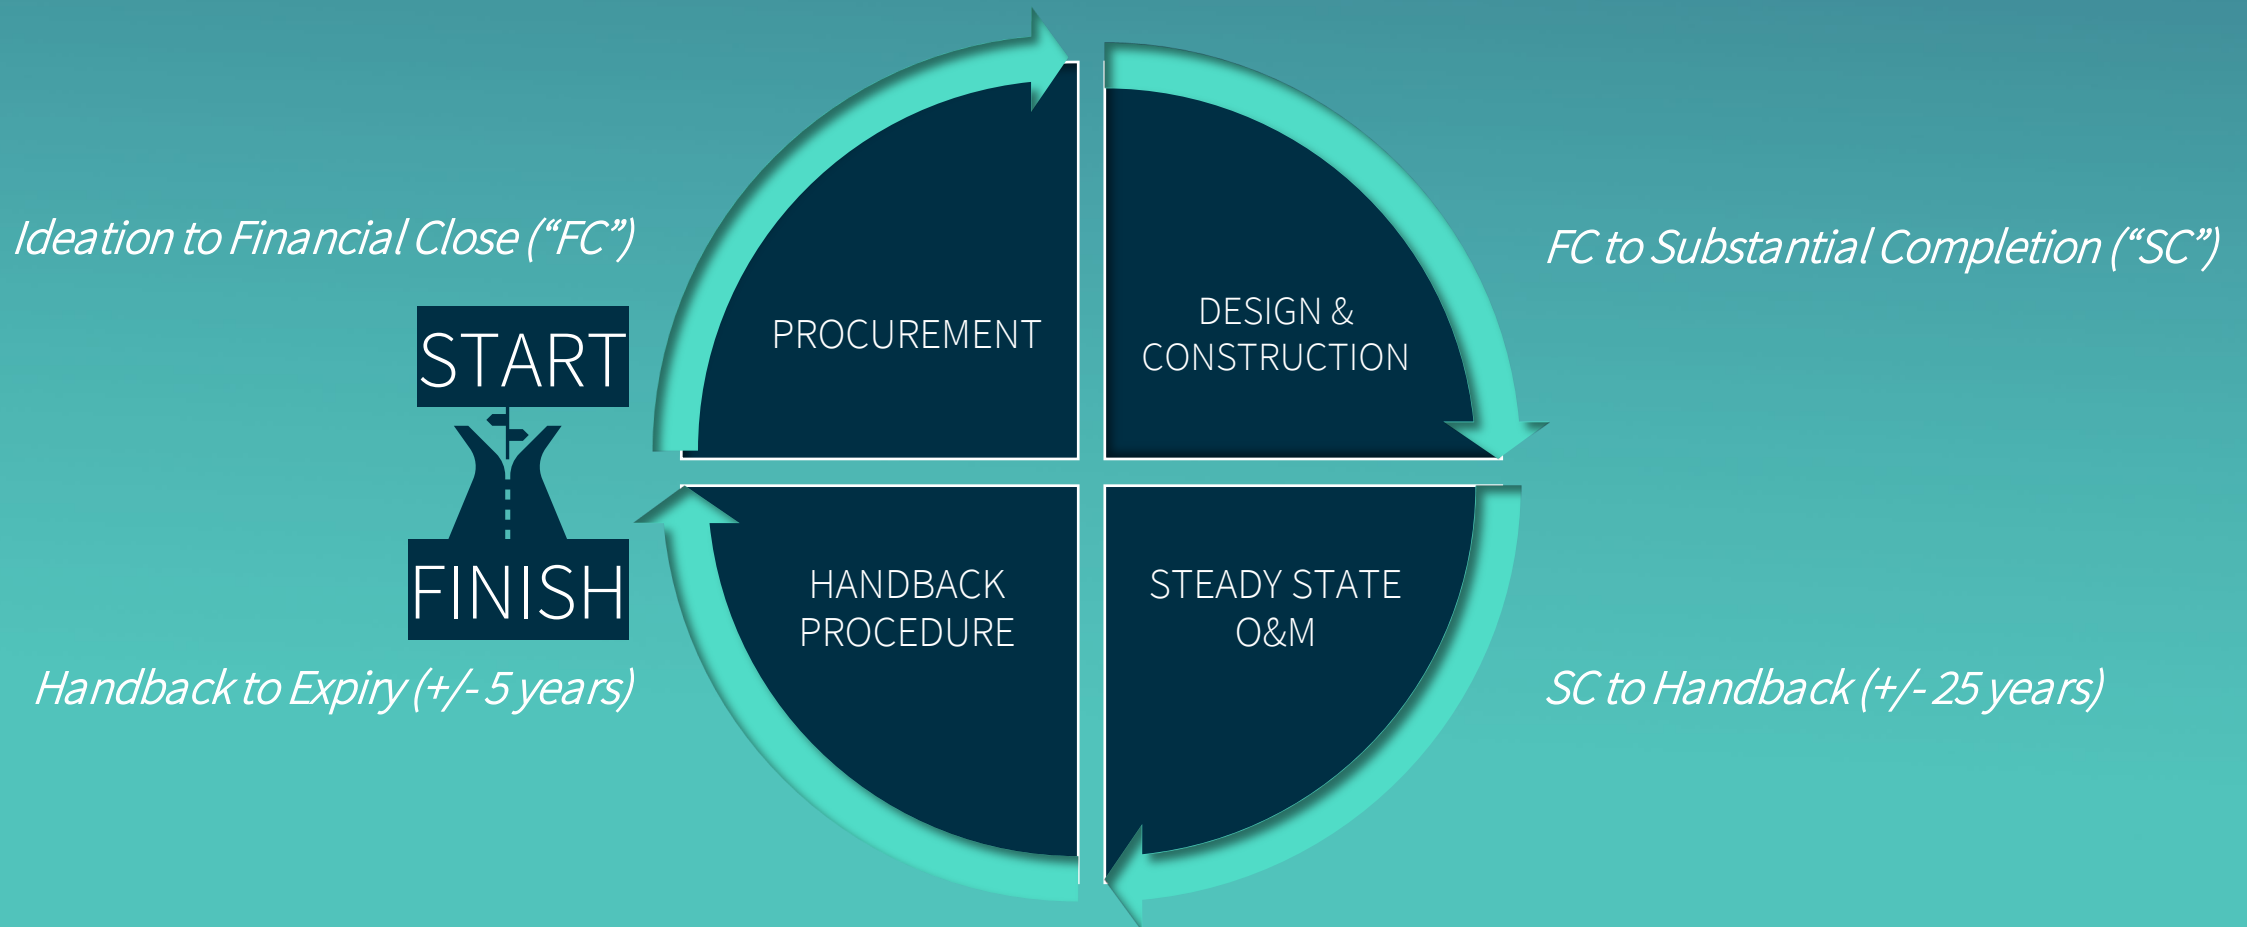 Ideation to Financial Close (“FC”)
START
FINISH
Handback to Expiry (+/- 5 years)
PROCUREMENT
DESIGN &
CONSTRUCTION
HANDBACK
PROCEDURE
STEADY STATE
O&M
FC to Substantial Completion (“SC”)
SC to Handback (+/- 25 years)